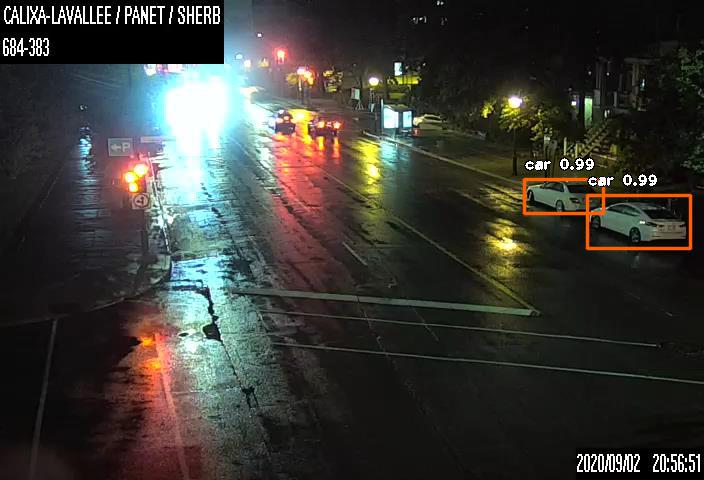 CALIXA-LAVALLEE / PANET / SHERB
684-383
←P
car 0.99
car 0.99
2020/09/02 20:56:51